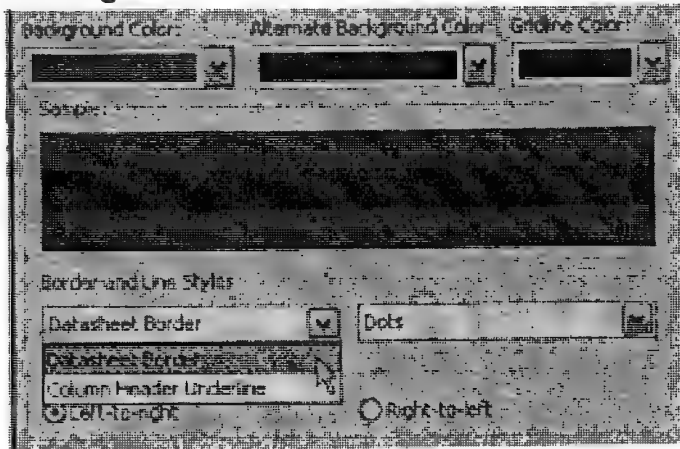 Background Color: Alternate Background Color: Gridline Color:
Sample:
Border and Line Styles
Datasheet Border Dots
Datasheet Border
Column Header Underline
Left-to-right Right-to-left